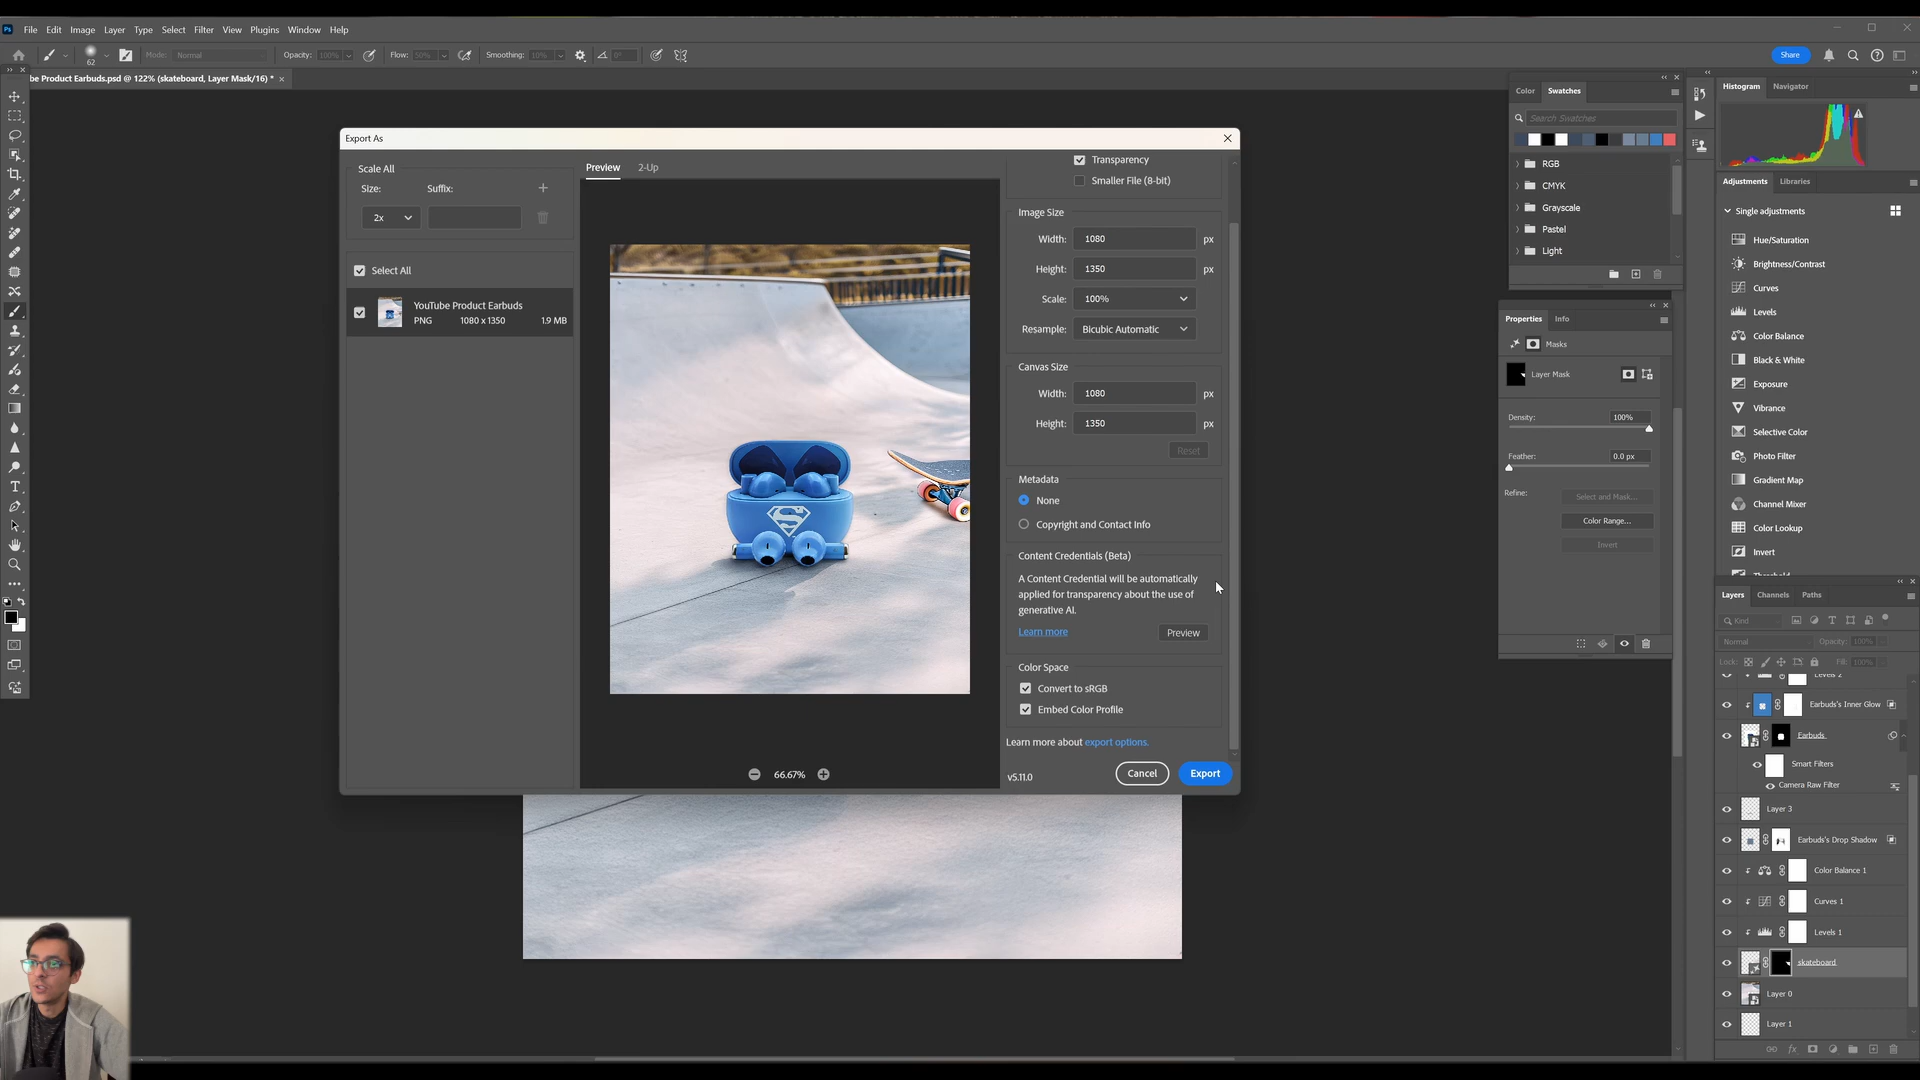 File Edit Image Layer Type Select Filter View Plugins Window Help
62 Mode: Normal Opacity: 100% Flow: 50% Smoothing: 10% 0° Share
be Product Earbuds.psd @ 122% (skateboard, Layer Mask/16) *
Export As
Scale All
Size: Suffix:
2x
Select All
YouTube Product Earbuds
PNG 1080 x 1350 1.9 MB
Preview 2-Up
66.67%
Transparency
Smaller File (8-bit)
Image Size
Width: 1080 px
Height: 1350 px
Scale: 100%
Resample: Bicubic Automatic
Canvas Size
Width: 1080 px
Height: 1350 px
Reset
Metadata
None
Copyright and Contact Info
Content Credentials (Beta)
A Content Credential will be automatically
applied for transparency about the use of
generative AI.
Learn more Preview
Color Space
Convert to sRGB
Embed Color Profile
Learn more about export options.
v5.11.0 Cancel Export
Color Swatches
Search Swatches
RGB
CMYK
Grayscale
Pastel
Light
Properties Info
Masks
Layer Mask
Density: 100%
Feather: 0.0 px
Refine: Select and Mask...
Color Range...
Invert
Histogram Navigator
Adjustments Libraries
Single adjustments
Hue/Saturation
Brightness/Contrast
Curves
Levels
Color Balance
Black & White
Exposure
Vibrance
Selective Color
Photo Filter
Gradient Map
Channel Mixer
Color Lookup
Invert
Layers Channels Paths
Kind
Normal Opacity: 100%
Lock: Fill: 100%
Levels 2
Earbuds's Inner Glow
Earbuds
Smart Filters
Camera Raw Filter
Layer 3
Earbuds's Drop Shadow
Color Balance 1
Curves 1
Levels 1
skateboard
Layer 0
Layer 1